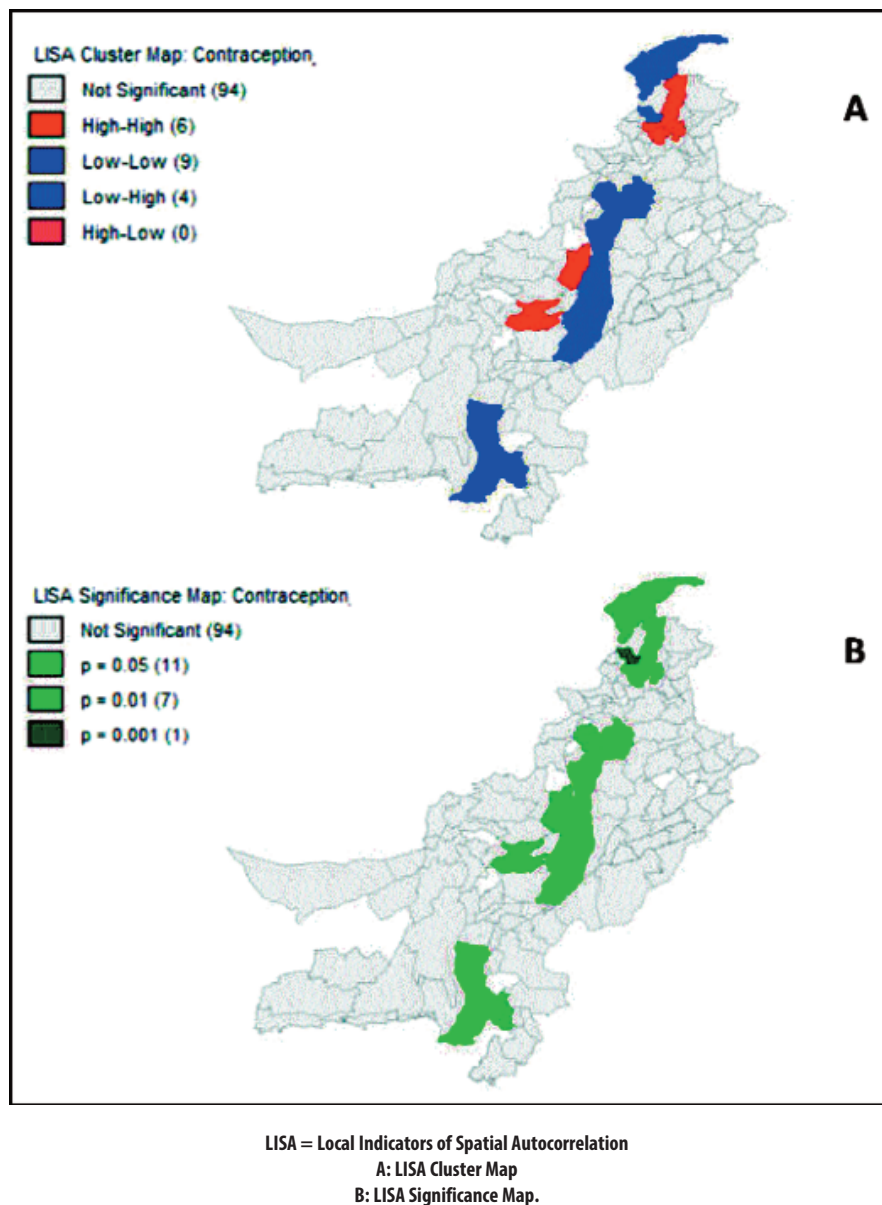 LISA Cluster Map: Contraception,
Not Significant (94)
High-High (6)
Low-Low (9)
Low-High (4)
High-Low (0)
A
LISA Significance Map: Contraception,
Not Significant (94)
p = 0.05 (11)
p = 0.01 (7)
p = 0.001 (1)
B
LISA = Local Indicators of Spatial Autocorrelation
A: LISA Cluster Map
B: LISA Significance Map.